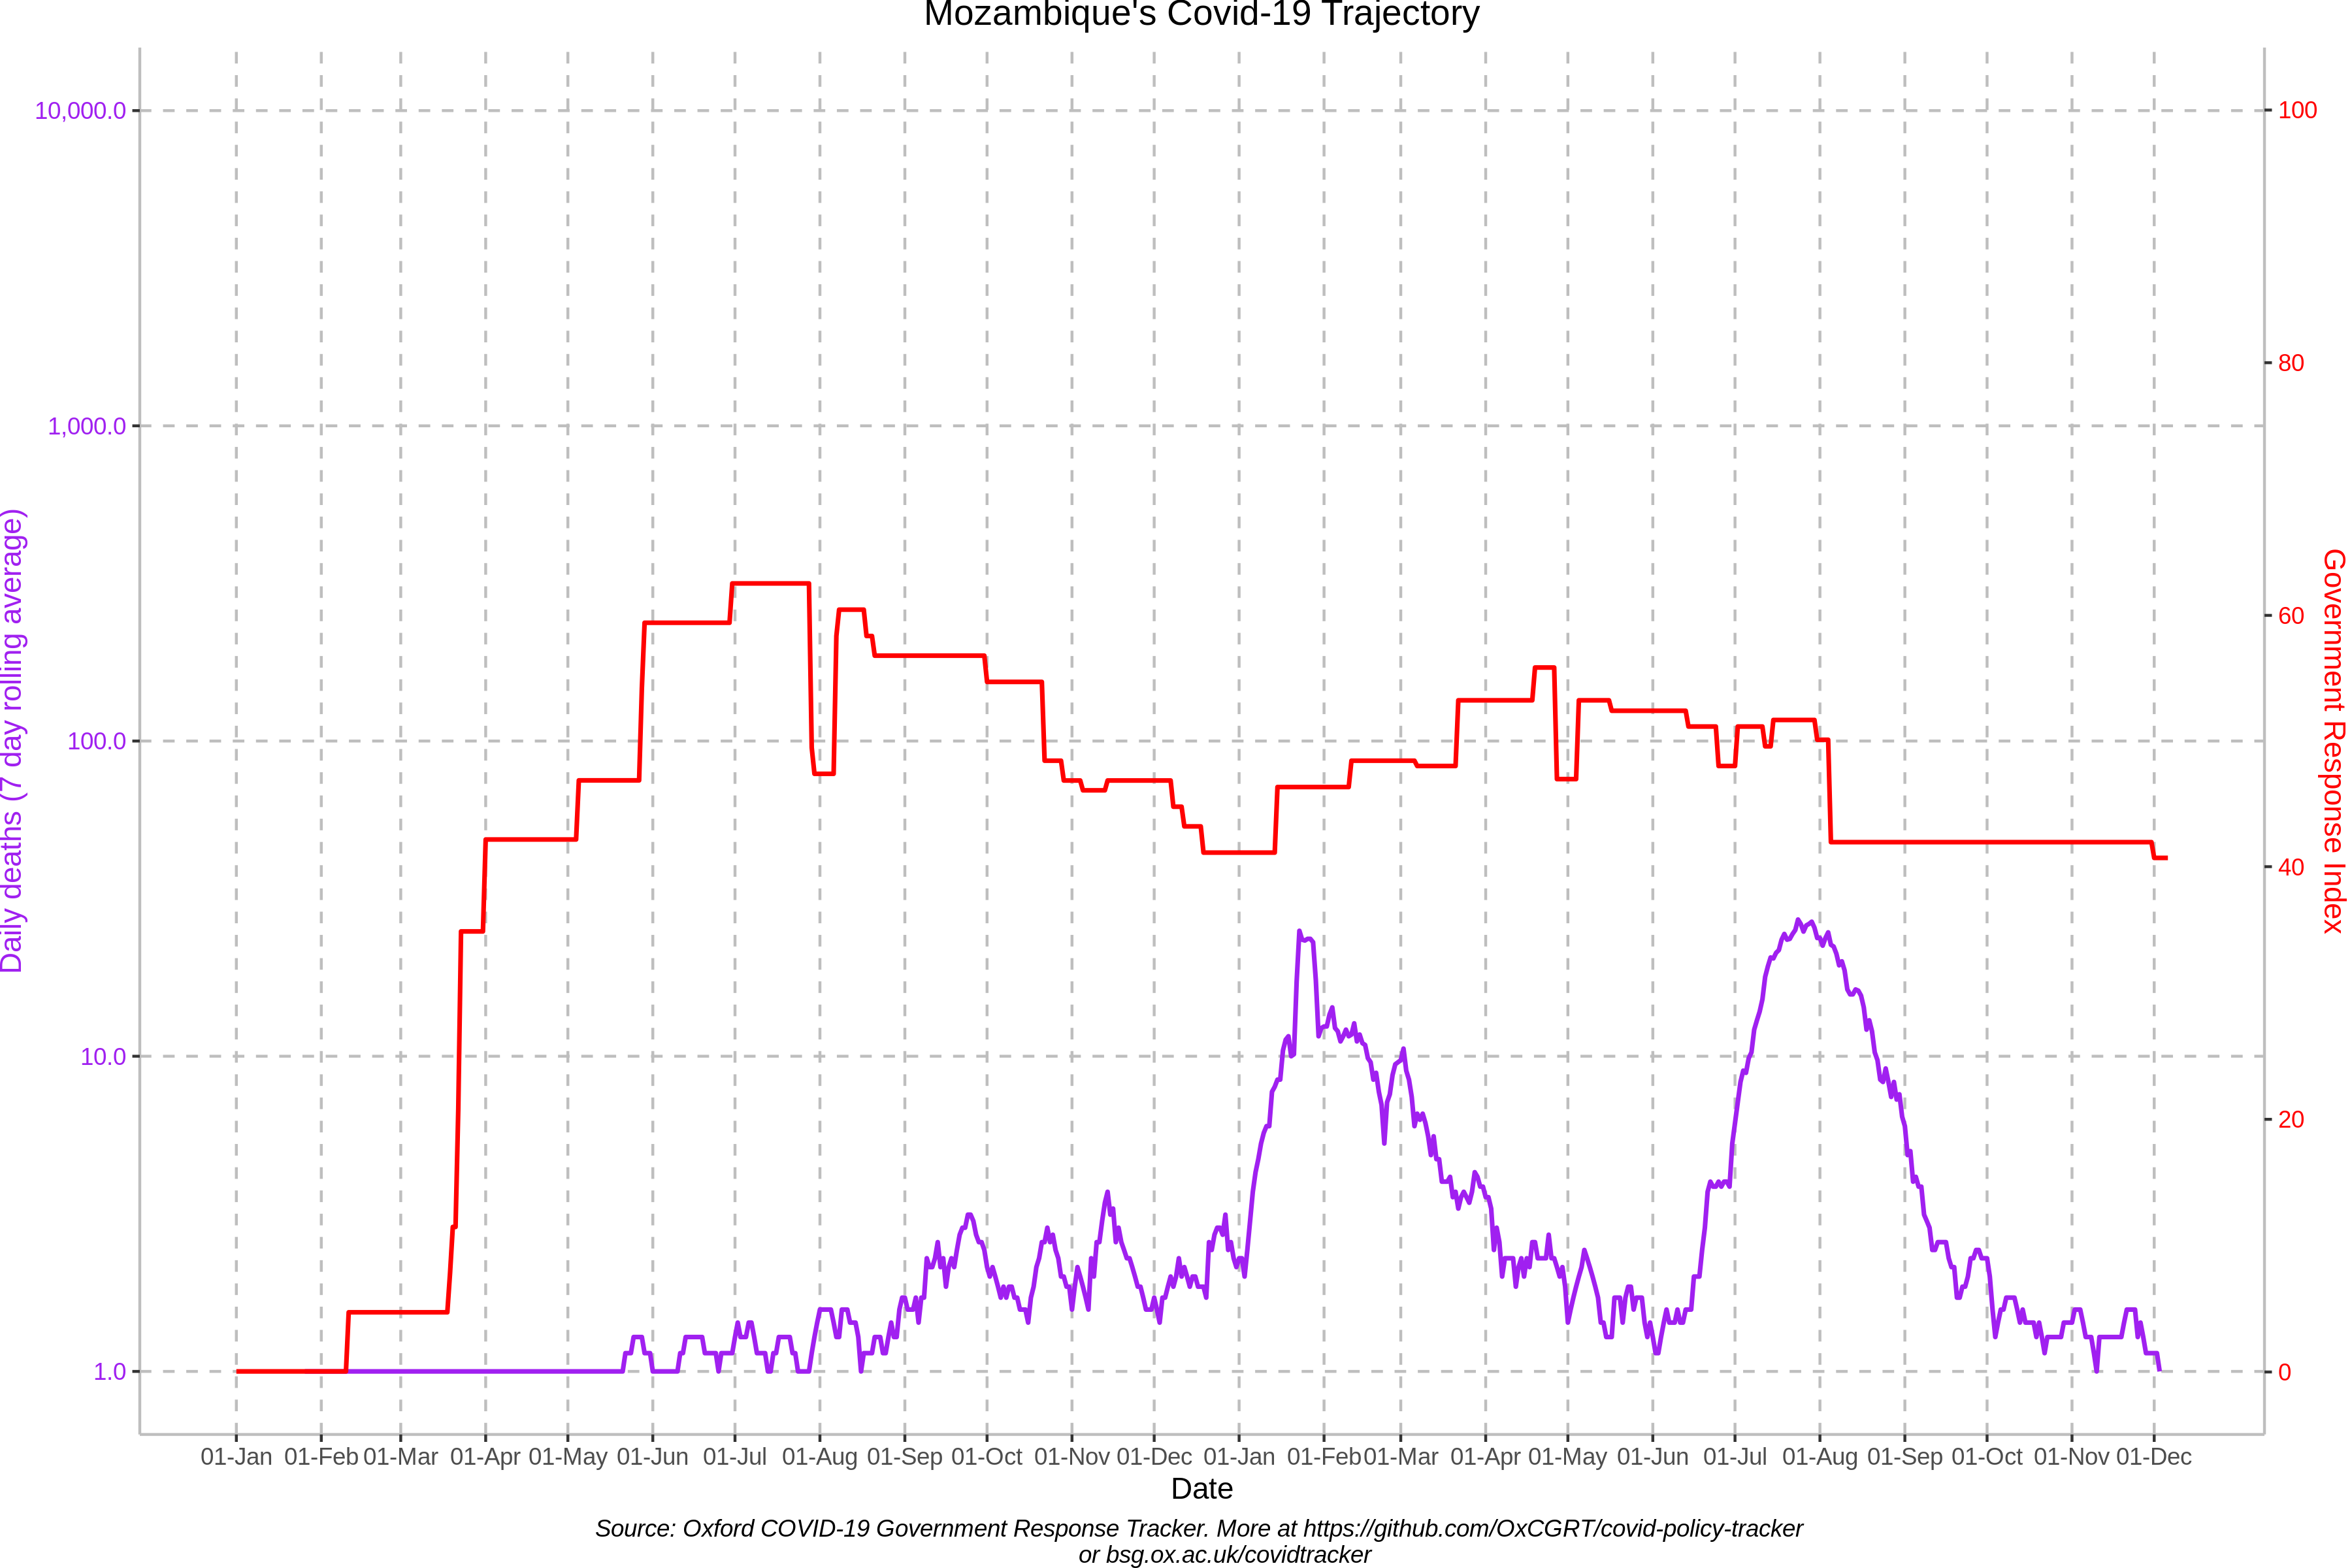 Mozambique's Covid-19 Trajectory
10,000.0
1,000.0
100.0
10.0
1.0
Daily deaths (7 day rolling average)
100
80
60
40
20
0
Government Response Index
01-Jan 01-Feb 01-Mar 01-Apr 01-May 01-Jun 01-Jul 01-Aug 01-Sep 01-Oct 01-Nov 01-Dec 01-Jan 01-Feb 01-Mar 01-Apr 01-May 01-Jun 01-Jul 01-Aug 01-Sep 01-Oct 01-Nov 01-Dec
Date
Source: Oxford COVID-19 Government Response Tracker. More at https://github.com/OxCGRT/covid-policy-tracker
or bsg.ox.ac.uk/covidtracker